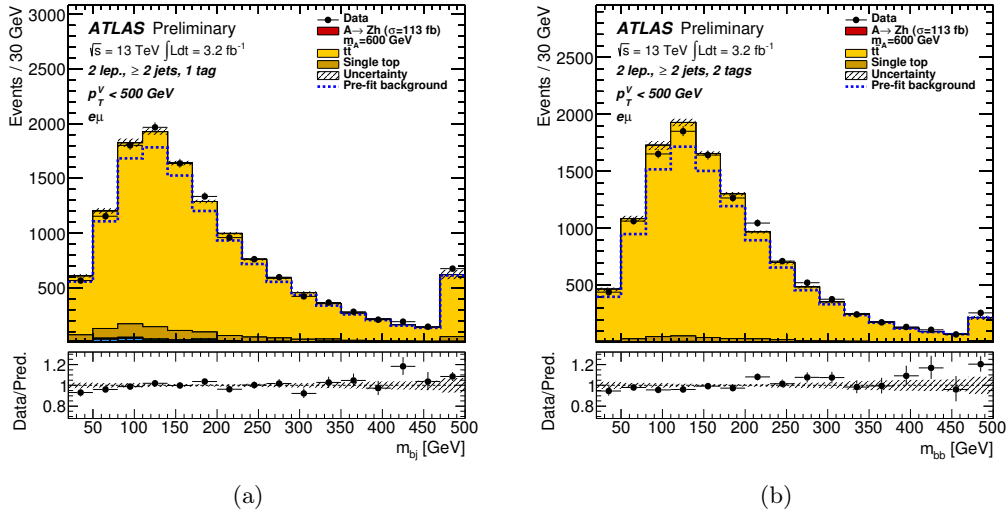 ATLAS Preliminary
√s = 13 TeV ∫Ldt = 3.2 fb⁻¹
2 lep., ≥ 2 jets, 1 tag
p_T^V < 500 GeV
eμ
Data
A→ Zh (σ=113 fb)
m_A=600 GeV
tt̄
Single top
Uncertainty
Pre-fit background
Events / 30 GeV
3000
2500
2000
1500
1000
500
Data/Pred.
1.2
1
0.8
50 100 150 200 250 300 350 400 450 500
m_bj [GeV]
(a)
ATLAS Preliminary
√s = 13 TeV ∫Ldt = 3.2 fb⁻¹
2 lep., ≥ 2 jets, 2 tags
p_T^V < 500 GeV
eμ
Data
A→ Zh (σ=113 fb)
m_A=600 GeV
tt̄
Single top
Uncertainty
Pre-fit background
Events / 30 GeV
3000
2500
2000
1500
1000
500
Data/Pred.
1.2
1
0.8
50 100 150 200 250 300 350 400 450 500
m_bb [GeV]
(b)